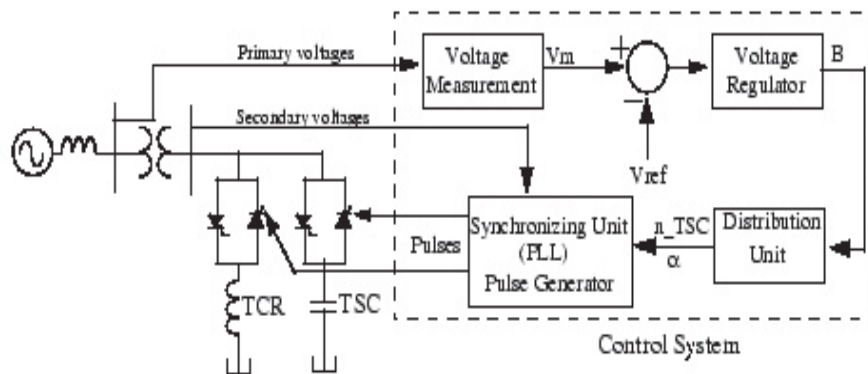 Primary voltages
Voltage
Measurement
Vm
+
−
Voltage
Regulator
B
Secondary voltages
Vref
Synchronizing Unit
(PLL)
Pulse Generator
n_TSC
α
Distribution
Unit
Pulses
TCR
TSC
Control System